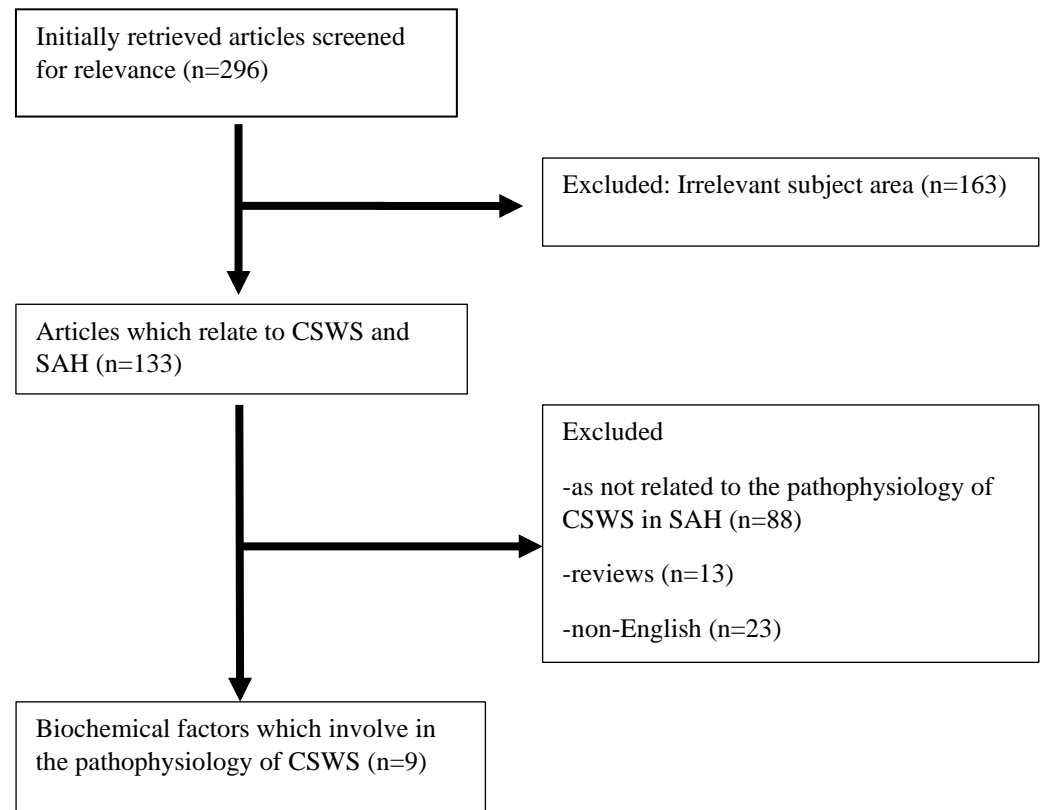 Initially retrieved articles screened
for relevance (n=296)
Excluded: Irrelevant subject area (n=163)
Articles which relate to CSWS and
SAH (n=133)
Excluded
-as not related to the pathophysiology of
CSWS in SAH (n=88)
-reviews (n=13)
-non-English (n=23)
Biochemical factors which involve in
the pathophysiology of CSWS (n=9)